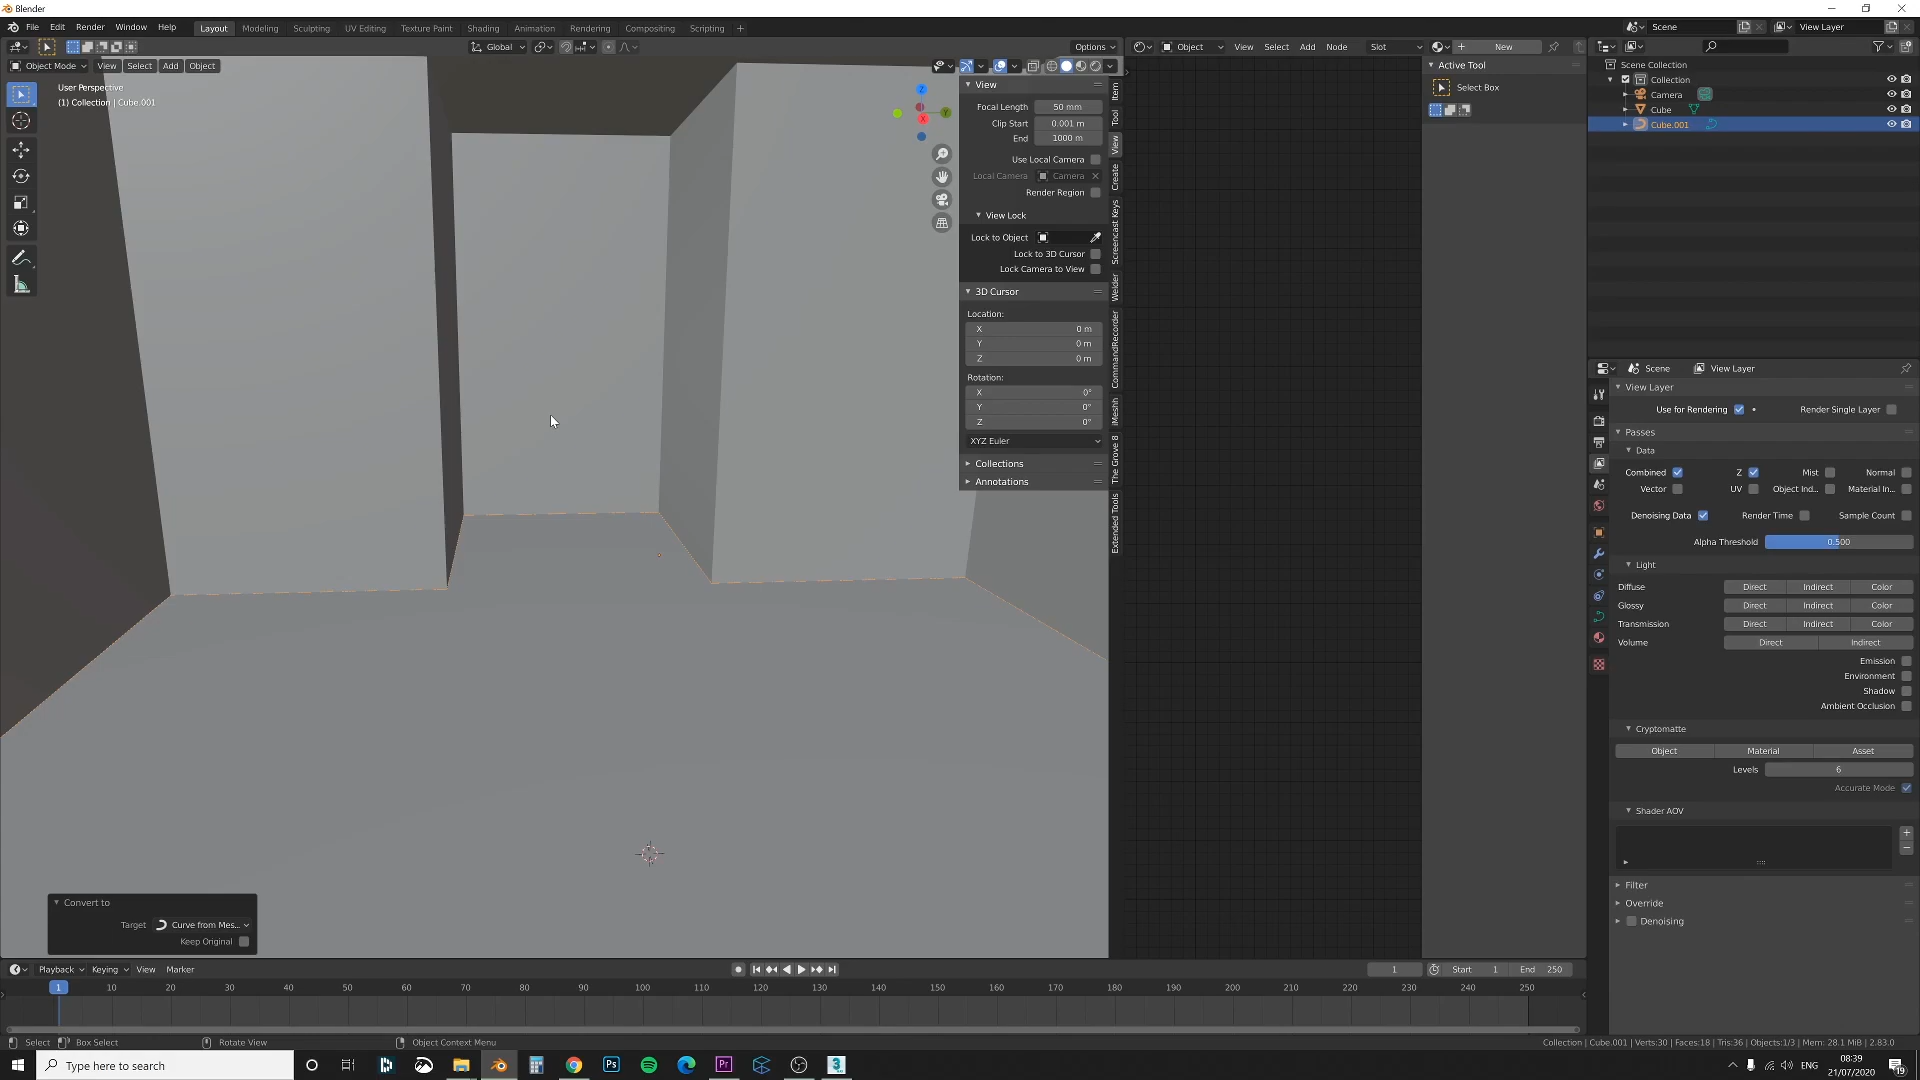 Blender
File Edit Render Window Help Layout Modeling Sculpting UV Editing Texture Paint Shading Animation Rendering Compositing Scripting + Scene View Layer
Global Options Object View Select Add Node Slot New
Object Mode View Select Add Object
User Perspective
(1) Collection | Cube.001
View
Focal Length 50 mm
Clip Start 0.001 m
End 1000 m
Use Local Camera
Local Camera Camera
Render Region
View Lock
Lock to Object
Lock to 3D Cursor
Lock Camera to View
3D Cursor
Location:
X 0 m
Y 0 m
Z 0 m
Rotation:
X 0°
Y 0°
Z 0°
XYZ Euler
Collections
Annotations
Item
Tool
View
Create
Screencast Keys
Welder
CommandRecorder
iMeshh
The Grove 8
Extended Tools
Active Tool
Select Box
Scene Collection
Collection
Camera
Cube
Cube.001
Scene View Layer
View Layer
Use for Rendering Render Single Layer
Passes
Data
Combined Z Mist Normal
Vector UV Object Ind... Material In...
Denoising Data Render Time Sample Count
Alpha Threshold 0.500
Light
Diffuse Direct Indirect Color
Glossy Direct Indirect Color
Transmission Direct Indirect Color
Volume Direct Indirect
Emission
Environment
Shadow
Ambient Occlusion
Cryptomatte
Object Material Asset
Levels 6
Accurate Mode
Shader AOV
Filter
Override
Denoising
Convert to
Target Curve from Mes...
Keep Original
Playback Keying View Marker 1 Start 1 End 250
1 10 20 30 40 50 60 70 80 90 100 110 120 130 140 150 160 170 180 190 200 210 220 230 240 250
Select Box Select Rotate View Object Context Menu Collection | Cube.001 | Verts:30 | Faces:18 | Tris:36 | Objects:1/3 | Mem: 28.1 MiB | 2.83.0
Type here to search Ps Pr 3 ENG 08:39
21/07/2020 19